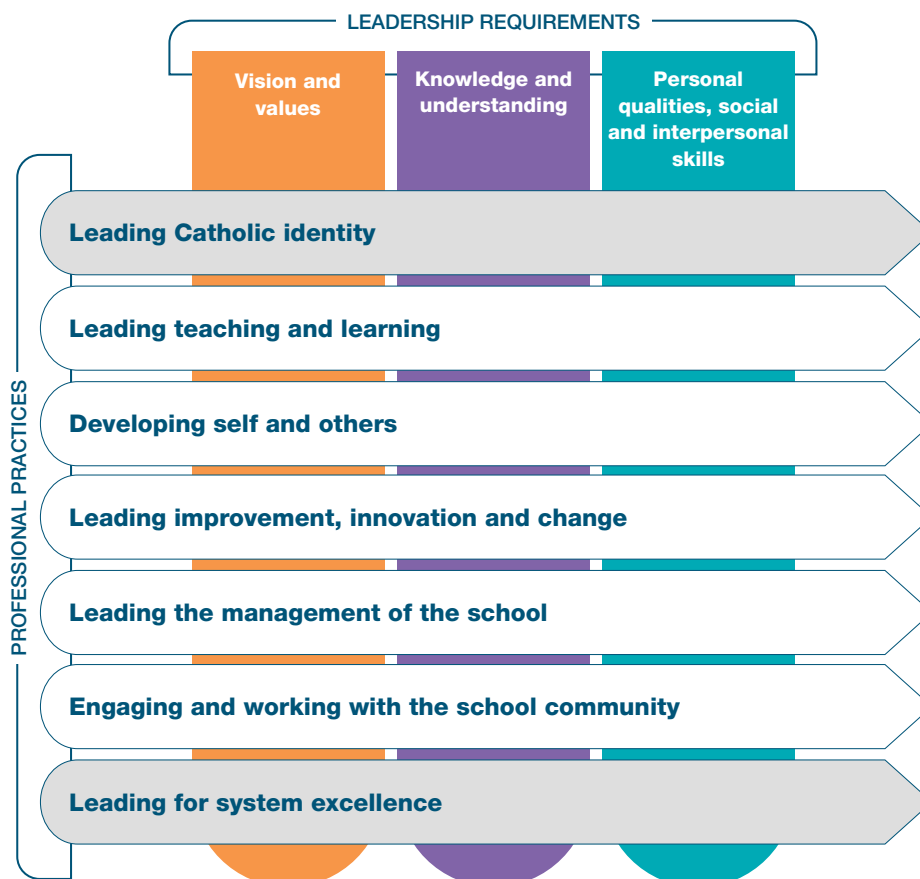 LEADERSHIP REQUIREMENTS
Vision and
values
Knowledge and
understanding
Personal
qualities, social
and interpersonal
skills
PROFESSIONAL PRACTICES
Leading Catholic identity
Leading teaching and learning
Developing self and others
Leading improvement, innovation and change
Leading the management of the school
Engaging and working with the school community
Leading for system excellence